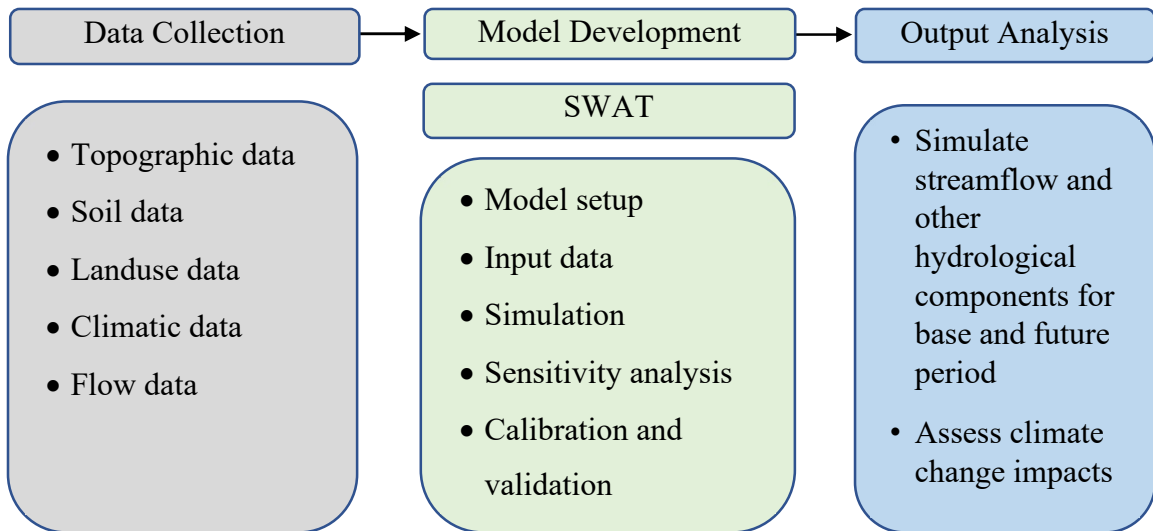 Data Collection
Model Development
Output Analysis
SWAT
• Topographic data
• Soil data
• Landuse data
• Climatic data
• Flow data
• Model setup
• Input data
• Simulation
• Sensitivity analysis
• Calibration and
validation
• Simulate
streamflow and
other
hydrological
components for
base and future
period
• Assess climate
change impacts